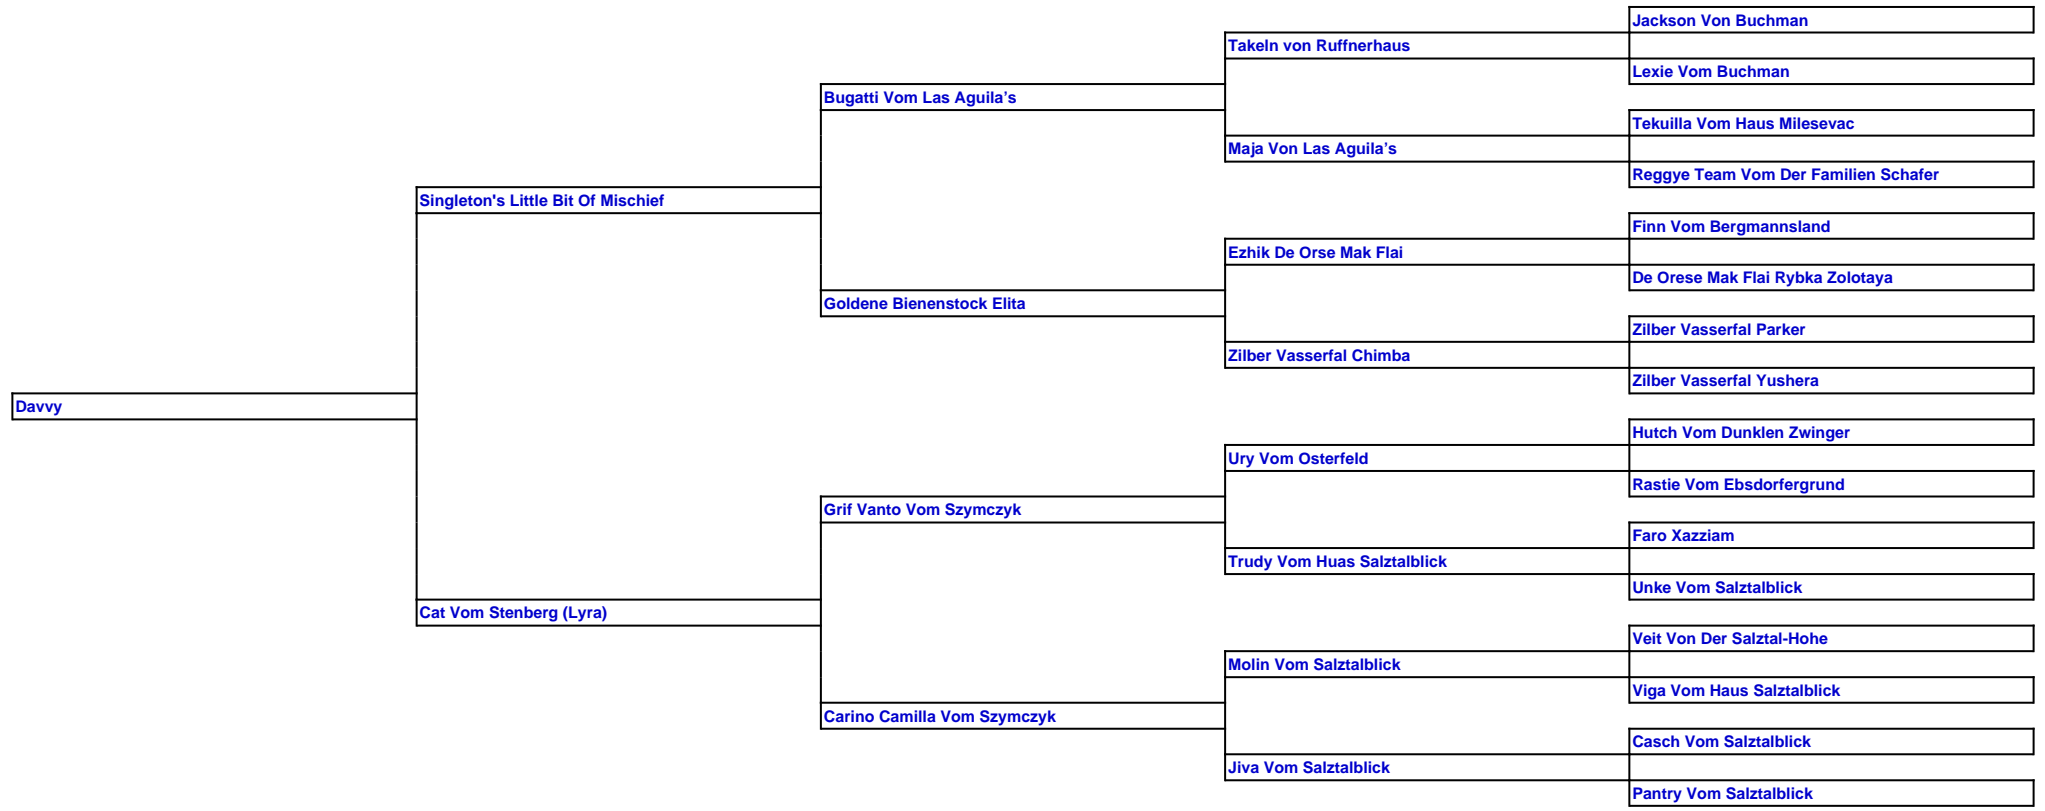 Jackson Von Buchman
Takeln von Ruffnerhaus
Lexie Vom Buchman
Bugatti Vom Las Aguila’s
Tekuilla Vom Haus Milesevac
Maja Von Las Aguila’s
Reggye Team Vom Der Familien Schafer
Singleton's Little Bit Of Mischief
Finn Vom Bergmannsland
Ezhik De Orse Mak Flai
De Orese Mak Flai Rybka Zolotaya
Goldene Bienenstock Elita
Zilber Vasserfal Parker
Zilber Vasserfal Chimba
Zilber Vasserfal Yushera
Davvy
Hutch Vom Dunklen Zwinger
Ury Vom Osterfeld
Rastie Vom Ebsdorfergrund
Grif Vanto Vom Szymczyk
Faro Xazziam
Trudy Vom Huas Salztalblick
Unke Vom Salztalblick
Cat Vom Stenberg (Lyra)
Veit Von Der Salztal-Hohe
Molin Vom Salztalblick
Viga Vom Haus Salztalblick
Carino Camilla Vom Szymczyk
Casch Vom Salztalblick
Jiva Vom Salztalblick
Pantry Vom Salztalblick